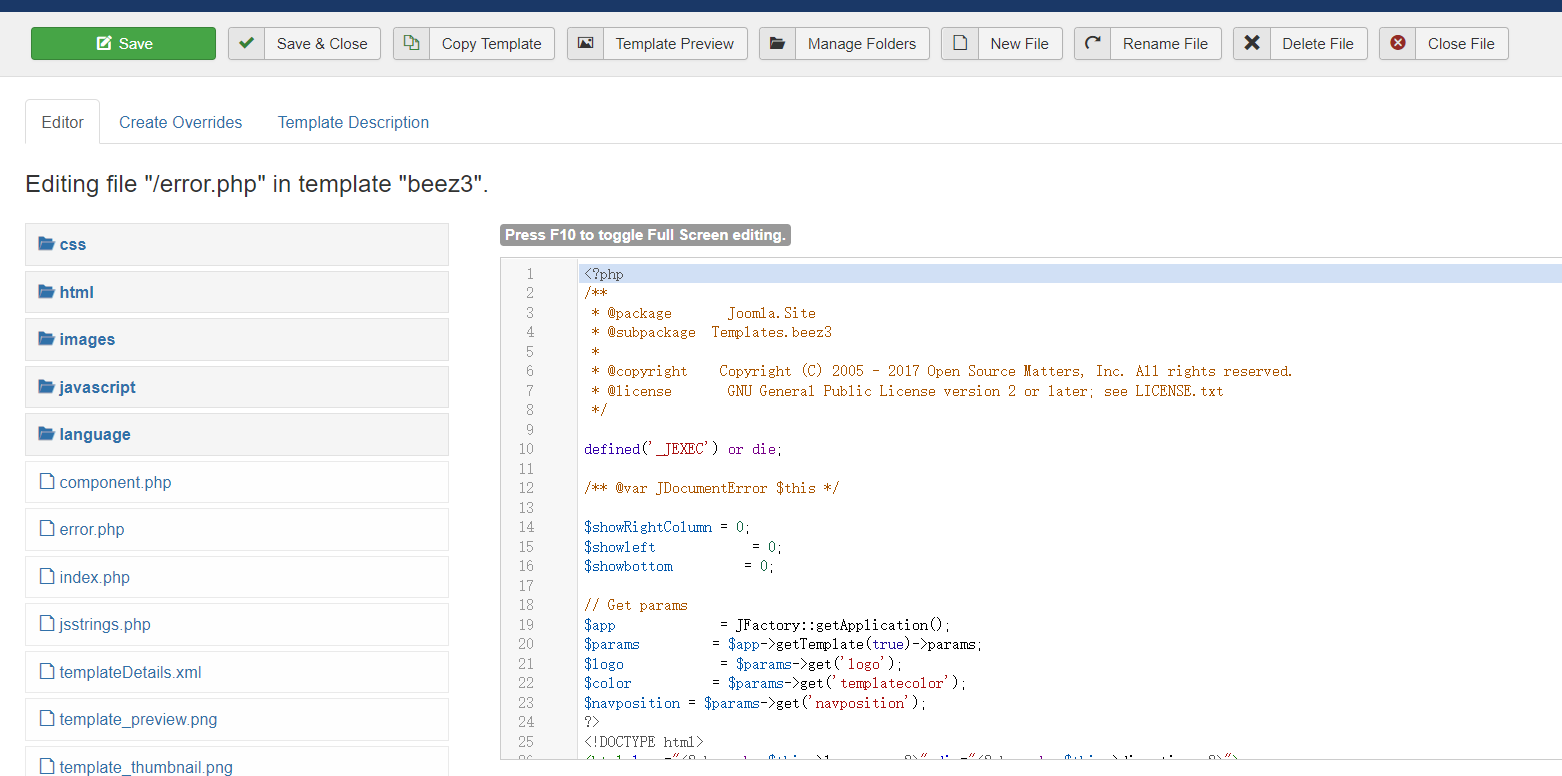 Save
Save & Close
Copy Template
Template Preview
Manage Folders
New File
Rename File
Delete File
Close File
Editor
Create Overrides
Template Description
Editing file "/error.php" in template "beez3".
css
html
images
javascript
language
component.php
error.php
index.php
jsstrings.php
templateDetails.xml
template_preview.png
template_thumbnail.png
Press F10 to toggle Full Screen editing.
1 <?php
2 /**
3 * @package Joomla.Site
4 * @subpackage Templates.beez3
5 *
6 * @copyright Copyright (C) 2005 - 2017 Open Source Matters, Inc. All rights reserved.
7 * @license GNU General Public License version 2 or later; see LICENSE.txt
8 */
9
10 defined('_JEXEC') or die;
11
12 /** @var JDocumentError $this */
13
14 $showRightColumn = 0;
15 $showleft = 0;
16 $showbottom = 0;
17
18 // Get params
19 $app = JFactory::getApplication();
20 $params = $app->getTemplate(true)->params;
21 $logo = $params->get('logo');
22 $color = $params->get('templatecolor');
23 $navposition = $params->get('navposition');
24 ?>
25 <!DOCTYPE html>